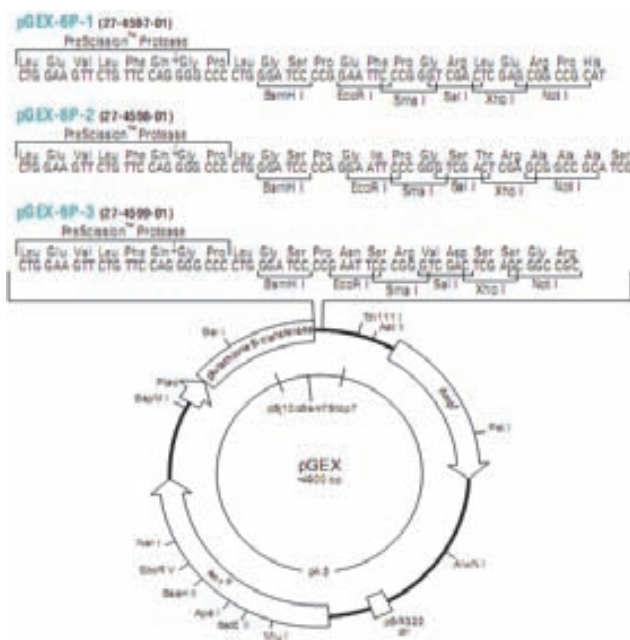 pGEX-6P-1 (27-4597-01)
PreScission™ Protease
Leu Glu Val Leu Phe Gln↓Gly Pro Leu Gly Ser Pro Glu Phe Pro Gly Arg Leu Glu Arg Pro His
CTG GAA GTT CTG TTC CAG GGG CCC CTG GGA TCC CCG GAA TTC CCG GGT CGA CTC GAG CGG CCG CAT
BamH I EcoR I Sma I Sal I Xho I Not I
pGEX-6P-2 (27-4598-01)
PreScission™ Protease
Leu Glu Val Leu Phe Gln↓Gly Pro Leu Gly Ser Pro Gly Ile Pro Gly Ser Thr Arg Ala Ala Ala Ser
CTG GAA GTT CTG TTC CAG GGG CCC CTG GGA TCC CCA GGA ATT CCC GGG TCG ACT CGA GCG GCC GCA TCG
BamH I EcoR I Sma I Sal I Xho I Not I
pGEX-6P-3 (27-4599-01)
PreScission™ Protease
Leu Glu Val Leu Phe Gln↓Gly Pro Leu Gly Ser Pro Asn Ser Arg Val Asp Ser Ser Gly Arg
CTG GAA GTT CTG TTC CAG GGG CCC CTG GGA TCC CCG AAT TCC CGG GTC GAC TCG AGC GGC CGC
BamH I EcoR I Sma I Sal I Xho I Not I
Tth111 I
Aat II
Bal I
glutathione S-transferase
Ptac
BspM I
Pst I
pGEX
~4900 bp
Nar I
EcoR V
BssH II
Apa I
BstE II
Mlu I
AlwN I
pBR322
ori